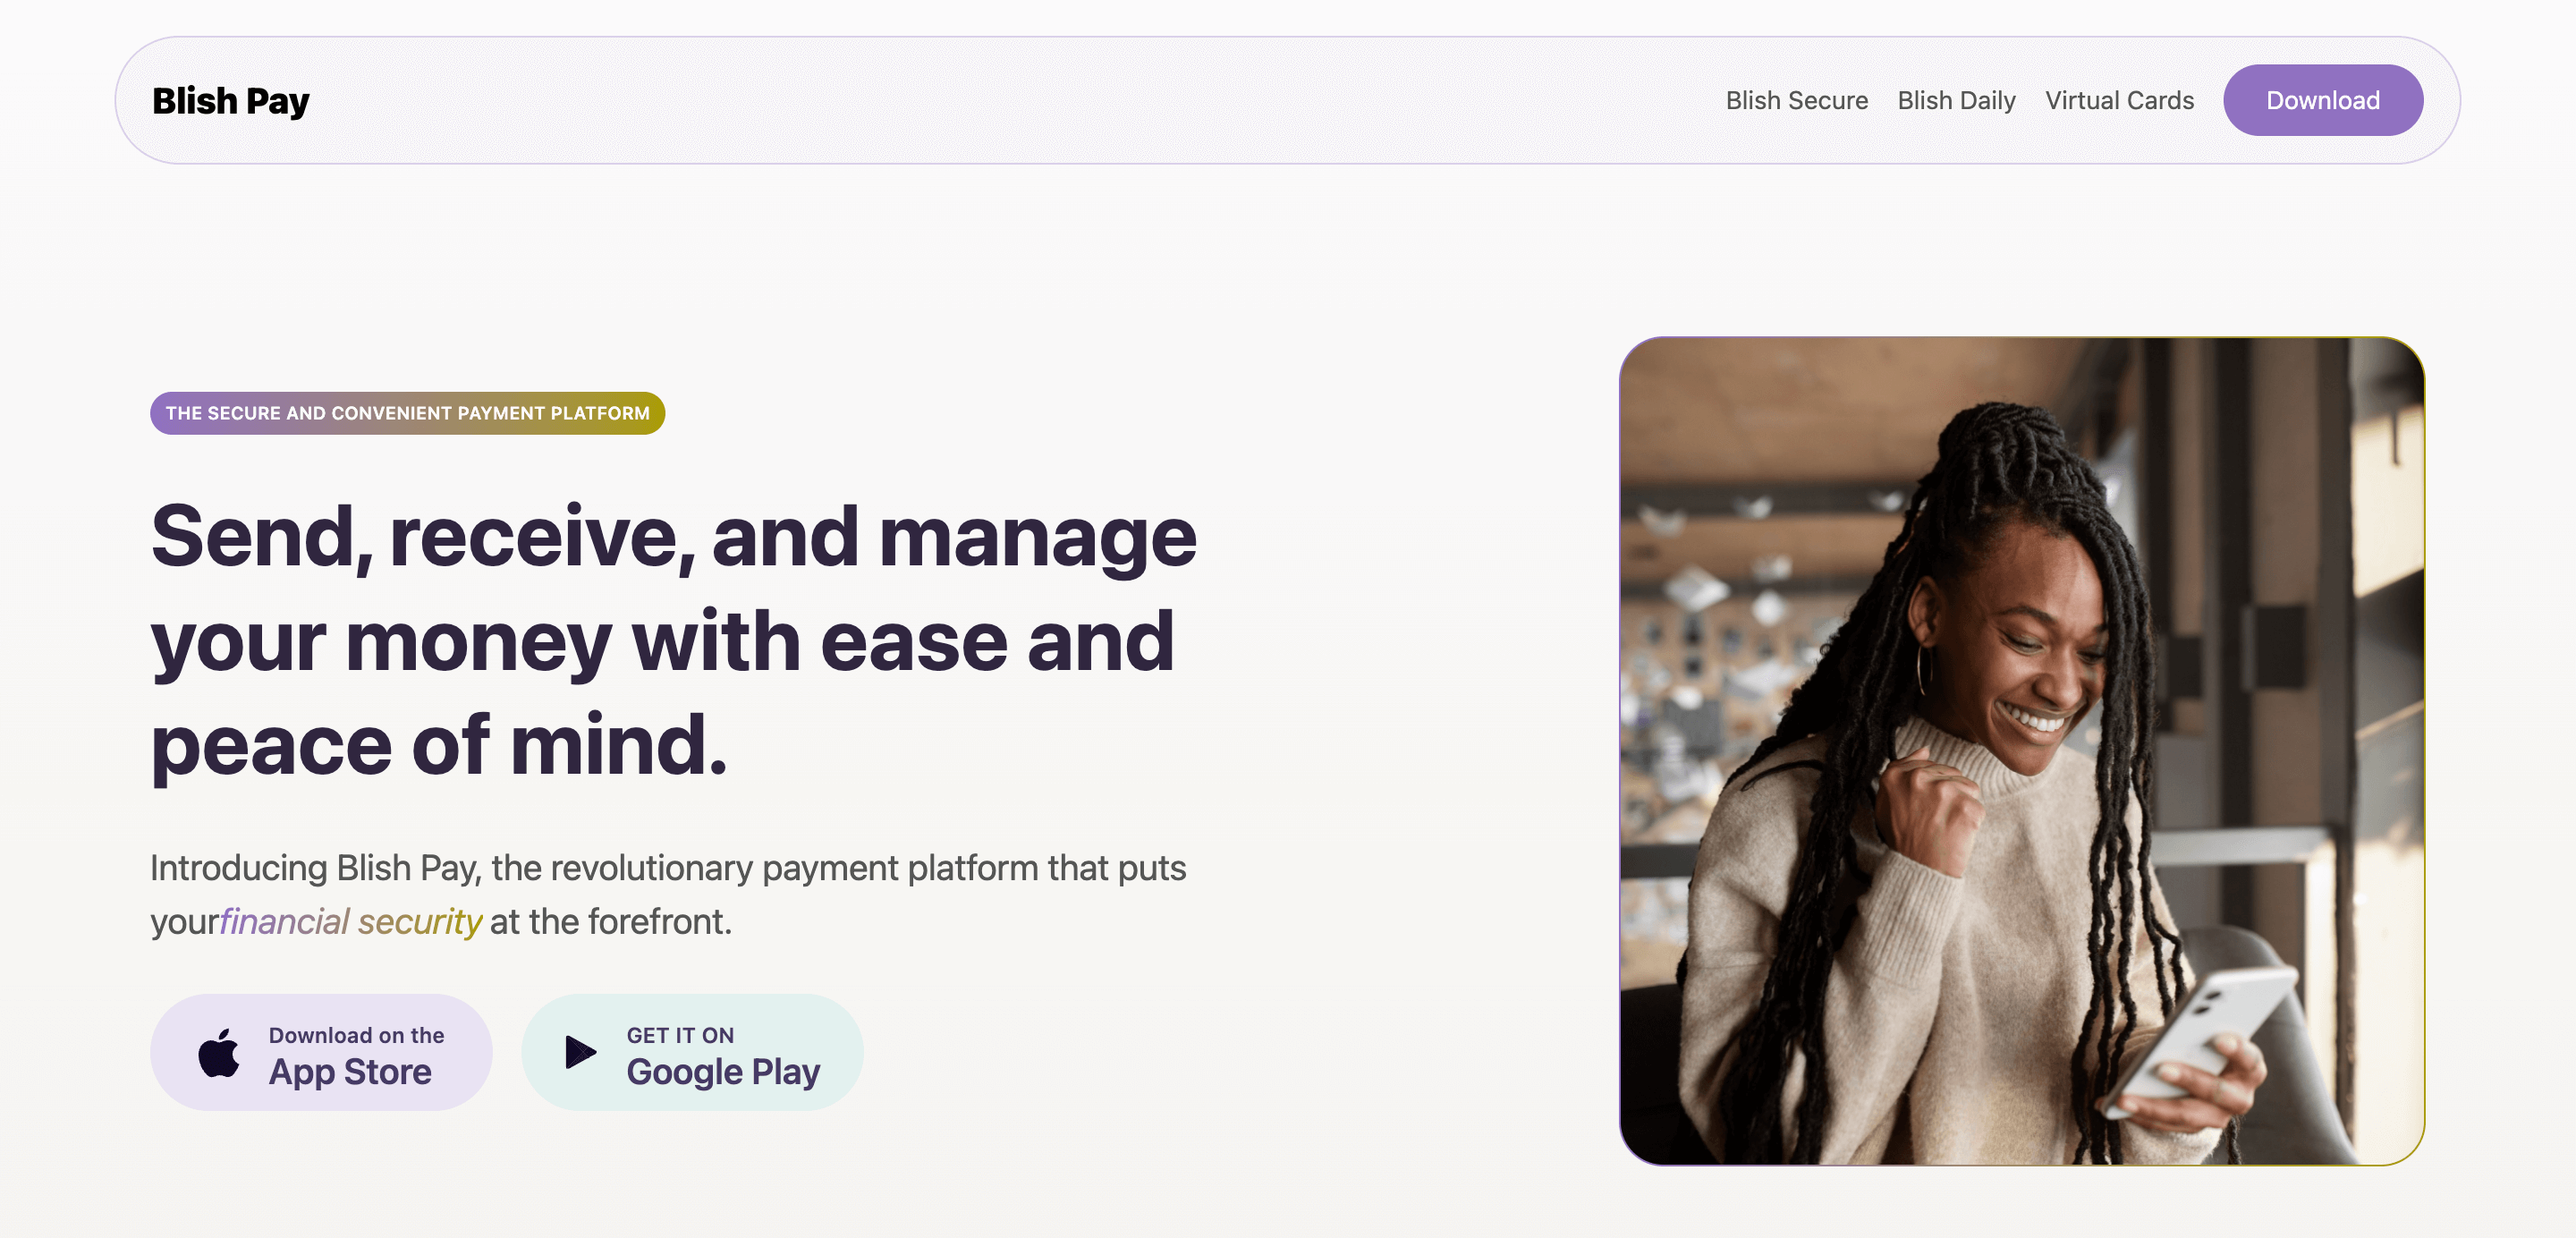 Blish Pay
Blish Secure
Blish Daily
Virtual Cards
Download
THE SECURE AND CONVENIENT PAYMENT PLATFORM
Send, receive, and manage
your money with ease and
peace of mind.
Introducing Blish Pay, the revolutionary payment platform that puts
yourfinancial security at the forefront.
Download on the
App Store
GET IT ON
Google Play